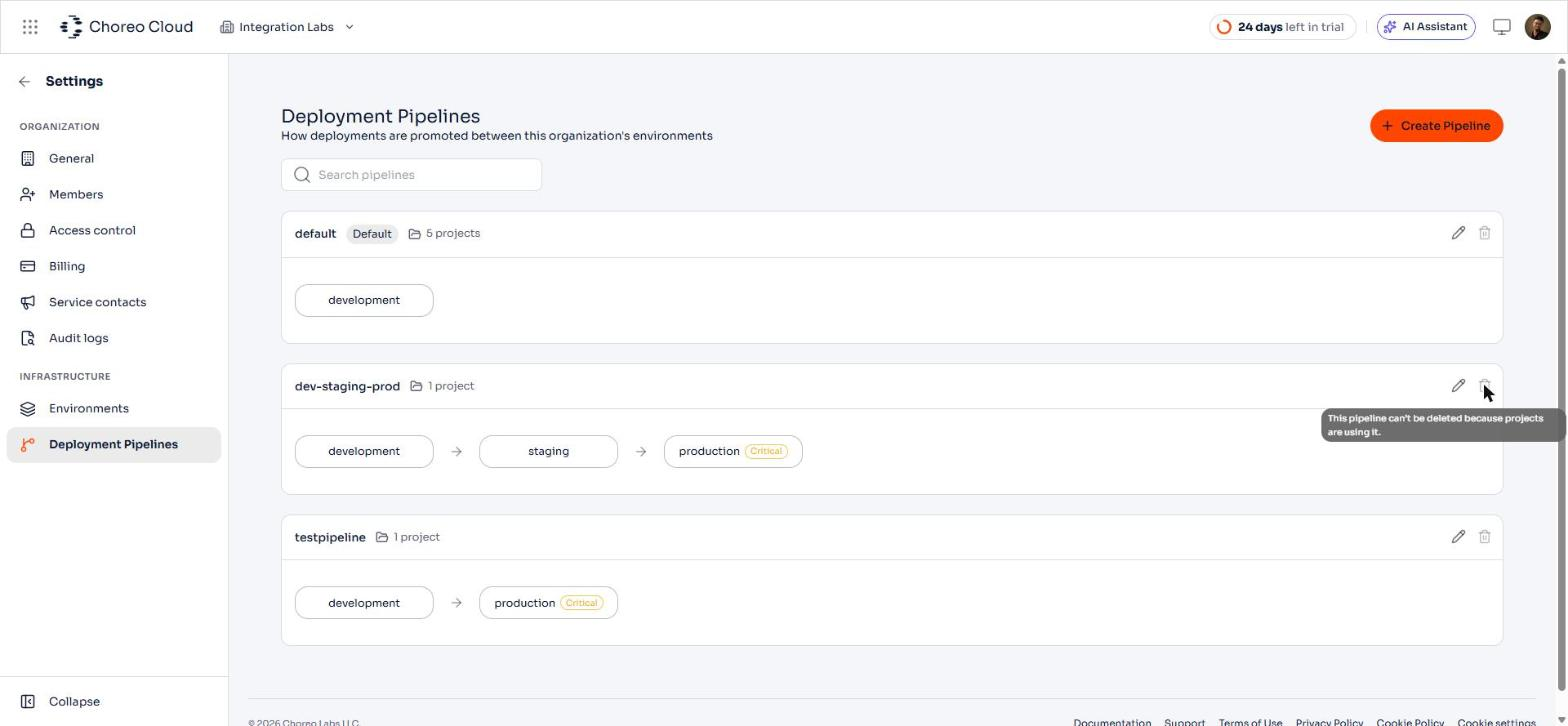 Choreo Cloud
Integration Labs
24 days left in trial
AI Assistant
Settings
ORGANIZATION
General
Members
Access control
Billing
Service contacts
Audit logs
INFRASTRUCTURE
Environments
Deployment Pipelines
Collapse
Deployment Pipelines
How deployments are promoted between this organization's environments
Create Pipeline
Search pipelines
default Default 5 projects
development
dev-staging-prod 1 project
This pipeline can't be deleted because projects
are using it.
development staging production Critical
testpipeline 1 project
development production Critical
© 2026 Choreo Labs LLC.
Documentation Support Terms of Use Privacy Policy Cookie Policy Cookie settings